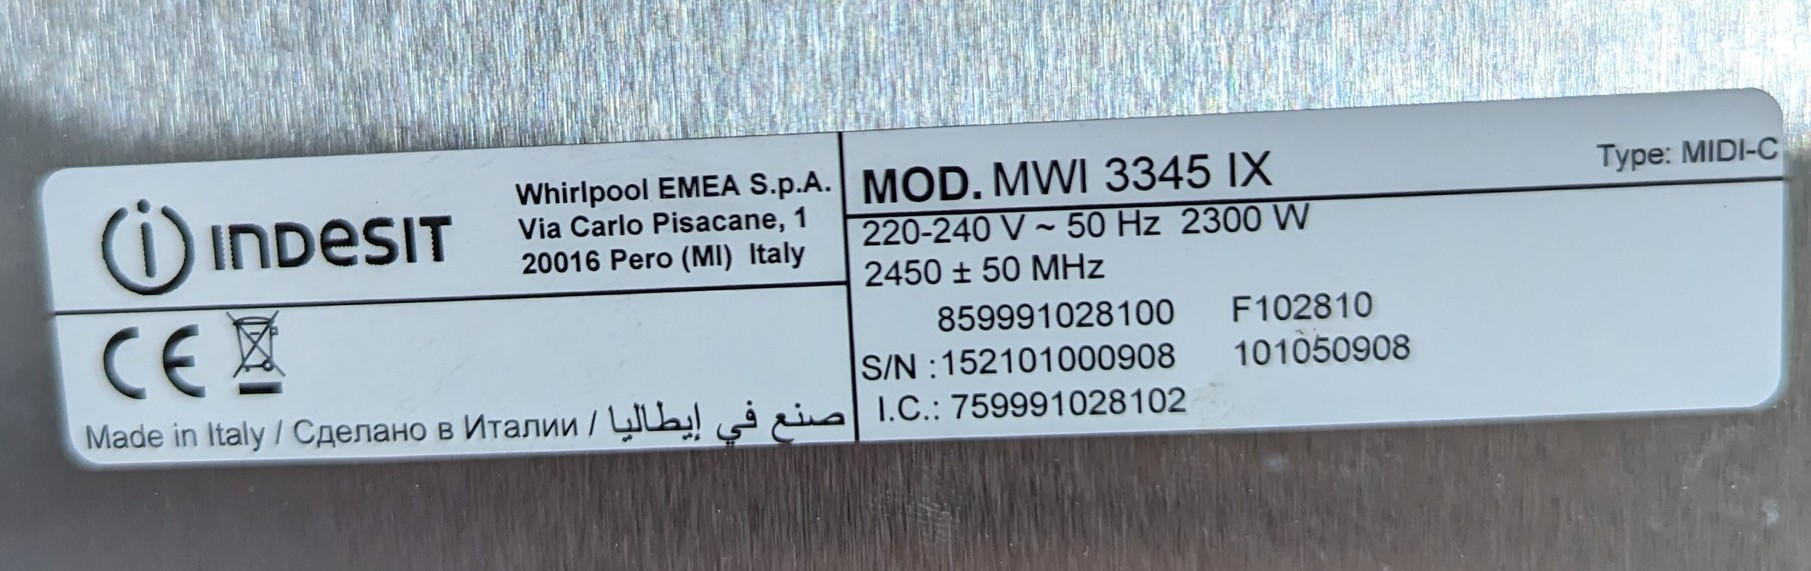 INDESIT
Whirlpool EMEA S.p.A.
Via Carlo Pisacane, 1
20016 Pero (MI) Italy
CE
Made in Italy / Сделано в Италии / صنع في إيطاليا
MOD. MWI 3345 IX Type: MIDI-C
220-240 V ~ 50 Hz 2300 W
2450 ± 50 MHz
859991028100 F102810
S/N :152101000908 101050908
I.C.: 759991028102